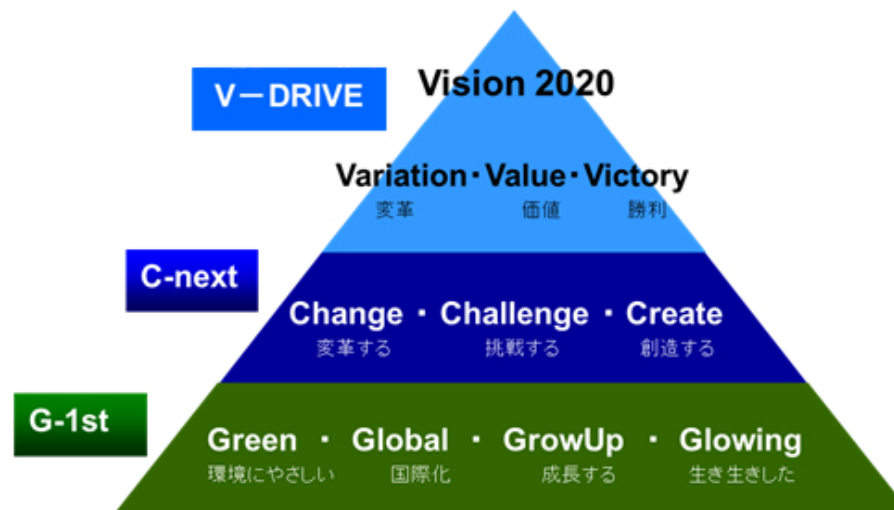 V－DRIVE
Vision 2020
Variation・Value・Victory
変革 価値 勝利
C-next
Change ・ Challenge ・ Create
変革する 挑戦する 創造する
G-1st
Green ・ Global ・ GrowUp ・ Glowing
環境にやさしい 国際化 成長する 生き生きした